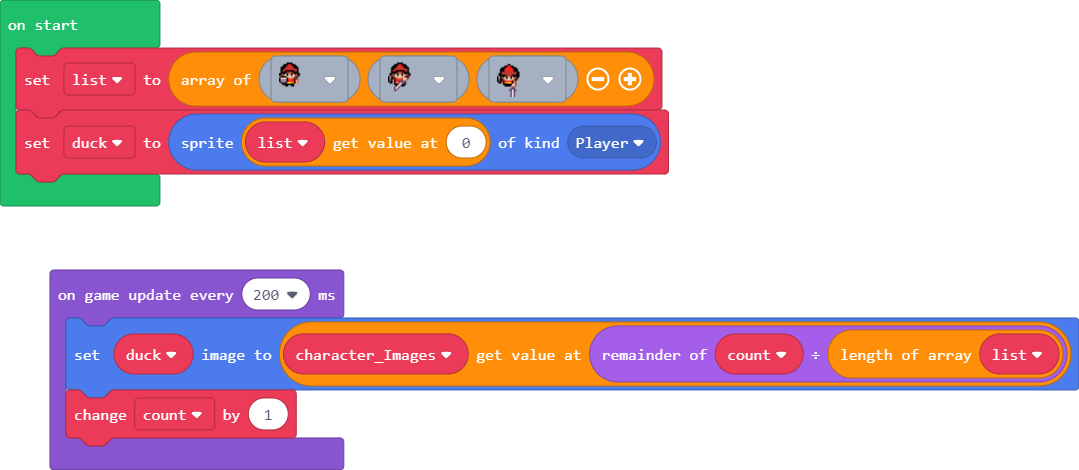 on start
set list to array of
set duck to sprite list get value at 0 of kind Player
on game update every 200 ms
set duck image to character_Images get value at remainder of count ÷ length of array list
change count by 1